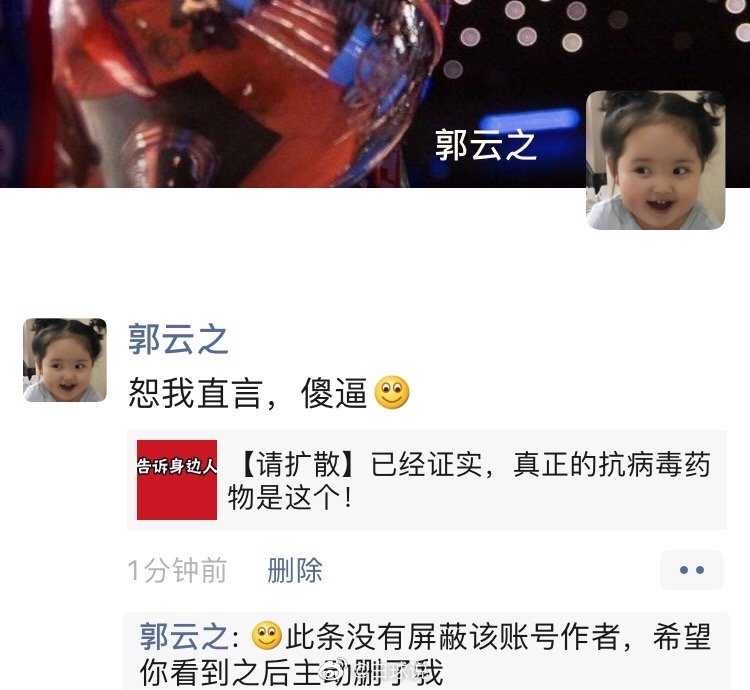 郭云之
郭云之
恕我直言，傻逼
告诉身边人
【请扩散】已经证实，真正的抗病毒药
物是这个！
1分钟前 删除
郭云之：此条没有屏蔽该账号作者，希望
你看到之后主动删了我